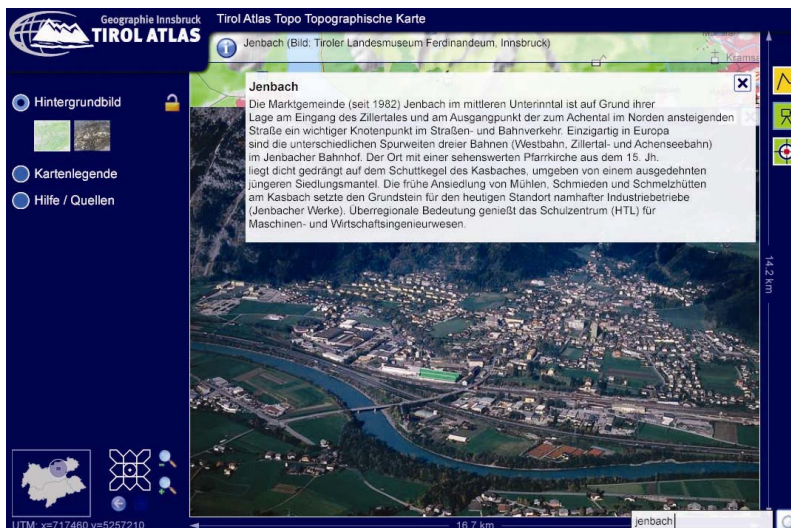 Geographie Innsbruck
TIROL ATLAS
Tirol Atlas Topo Topographische Karte
Jenbach (Bild: Tiroler Landesmuseum Ferdinandeum, Innsbruck)
Kramsa
Hintergrundbild
Kartenlegende
Hilfe / Quellen
Jenbach
Die Marktgemeinde (seit 1982) Jenbach im mittleren Unterinntal ist auf Grund ihrer
Lage am Eingang des Zillertales und am Ausgangpunkt der zum Achental im Norden ansteigenden
Straße ein wichtiger Knotenpunkt im Straßen- und Bahnverkehr. Einzigartig in Europa
sind die unterschiedlichen Spurweiten dreier Bahnen (Westbahn, Zillertal- und Achenseebahn)
im Jenbacher Bahnhof. Der Ort mit einer sehenswerten Pfarrkirche aus dem 15. Jh.
liegt dicht gedrängt auf dem Schuttkegel des Kasbaches, umgeben von einem ausgedehnten
jüngeren Siedlungsmantel. Die frühe Ansiedlung von Mühlen, Schmieden und Schmelzhütten
am Kasbach setzte den Grundstein für den heutigen Standort namhafter Industriebetriebe
(Jenbacher Werke). Überregionale Bedeutung genießt das Schulzentrum (HTL) für
Maschinen- und Wirtschaftsingenieurwesen.
14.2 km
UTM: x=717460 y=5257210
16.7 km
jenbach